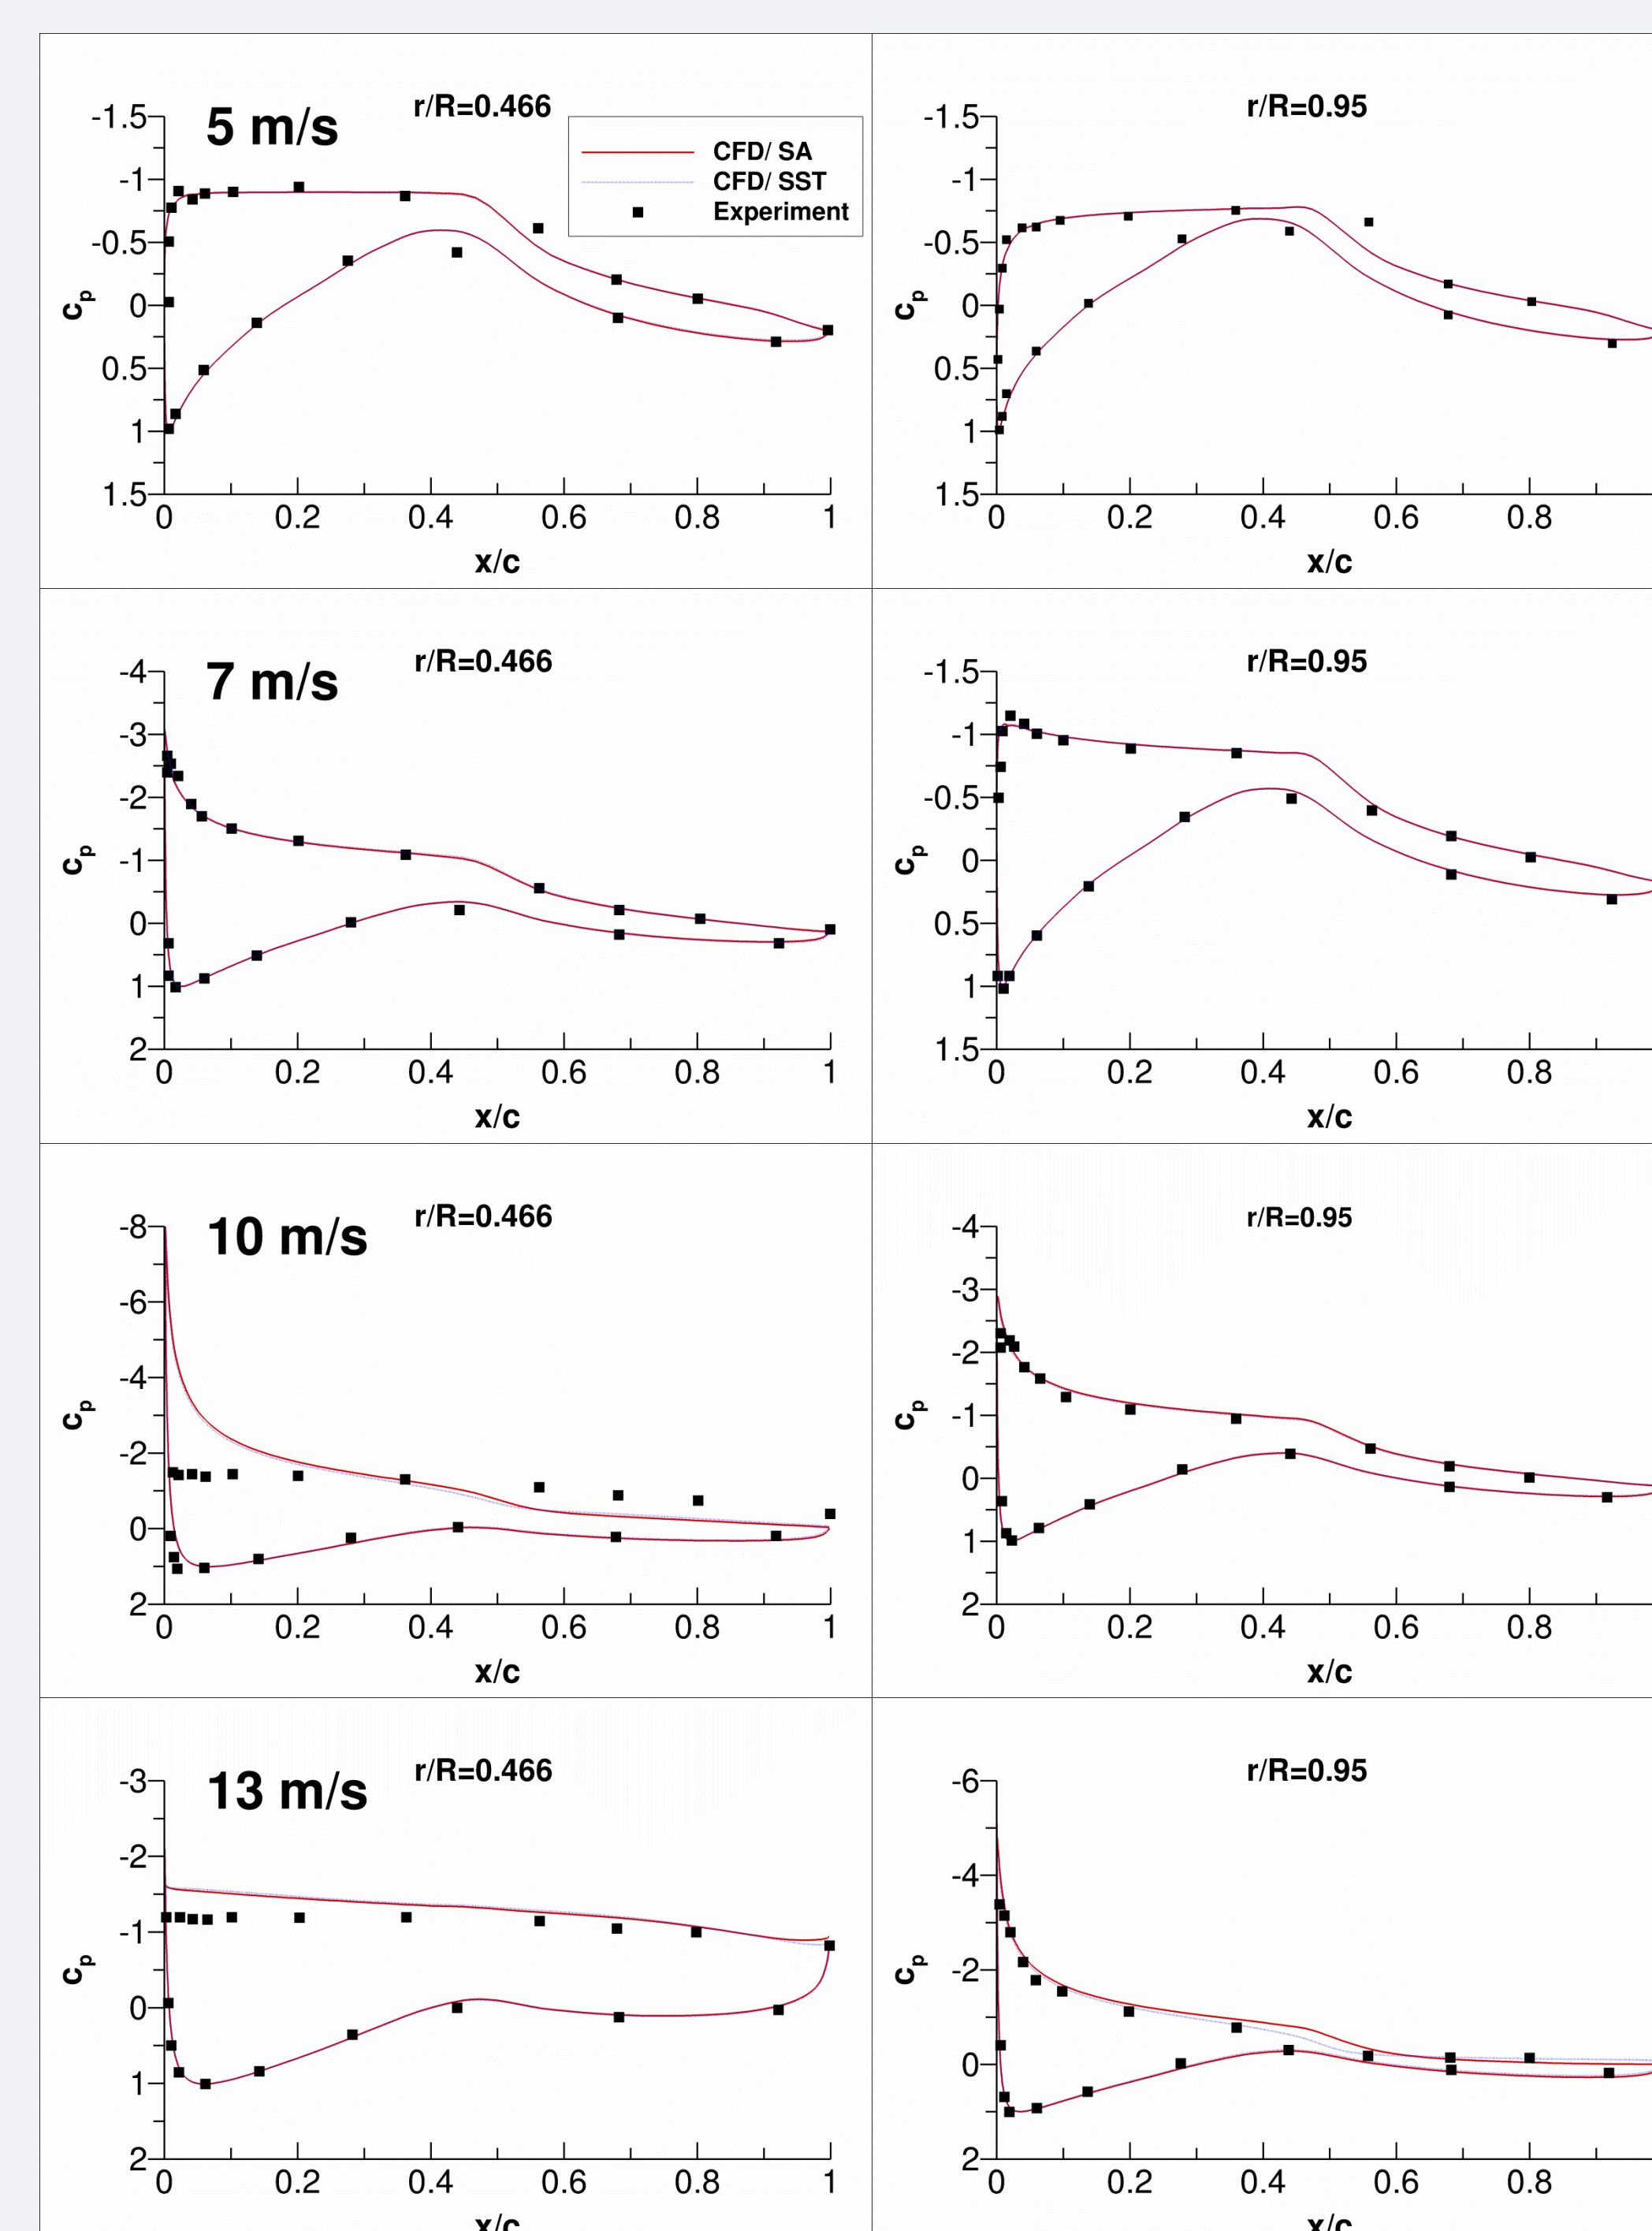 5 m/s
r/R=0.466
CFD/ SA
CFD/ SST
Experiment
-1.5
-1
-0.5
0
0.5
1
1.5
cp
0 0.2 0.4 0.6 0.8 1
x/c
r/R=0.95
-1.5
-1
-0.5
0
0.5
1
1.5
cp
0 0.2 0.4 0.6 0.8
x/c
7 m/s
r/R=0.466
-4
-3
-2
-1
0
1
2
cp
0 0.2 0.4 0.6 0.8 1
x/c
r/R=0.95
-1.5
-1
-0.5
0
0.5
1
1.5
cp
0 0.2 0.4 0.6 0.8
x/c
10 m/s
r/R=0.466
-8
-6
-4
-2
0
2
cp
0 0.2 0.4 0.6 0.8 1
x/c
r/R=0.95
-4
-3
-2
-1
0
1
2
cp
0 0.2 0.4 0.6 0.8
x/c
13 m/s
r/R=0.466
-3
-2
-1
0
1
2
cp
0 0.2 0.4 0.6 0.8 1
x/c
r/R=0.95
-6
-4
-2
0
2
cp
0 0.2 0.4 0.6 0.8
x/c